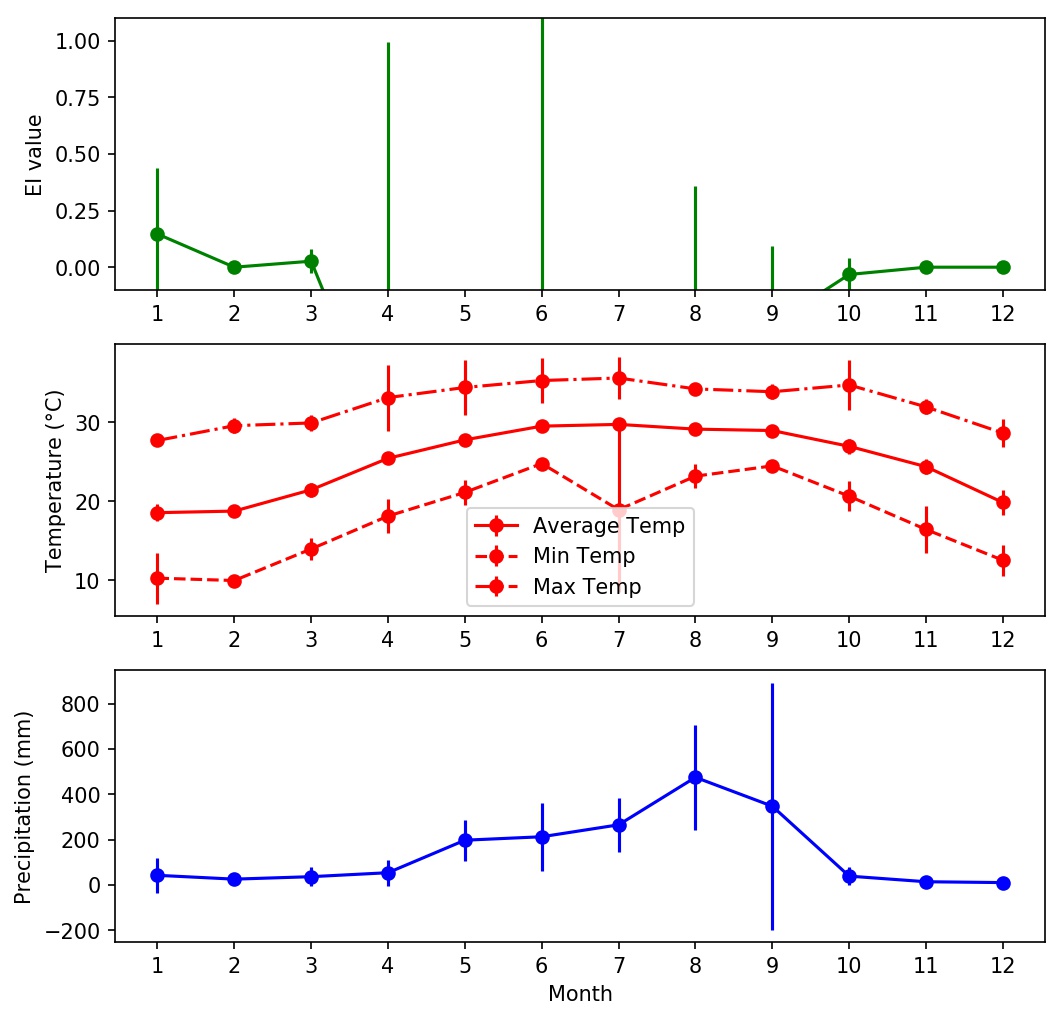 1.00
0.75
0.50
0.25
0.00
EI value
1 2 3 4 5 6 7 8 9 10 11 12
30
20
10
Temperature (°C)
Average Temp
Min Temp
Max Temp
1 2 3 4 5 6 7 8 9 10 11 12
800
600
400
200
0
−200
Precipitation (mm)
1 2 3 4 5 6 7 8 9 10 11 12
Month